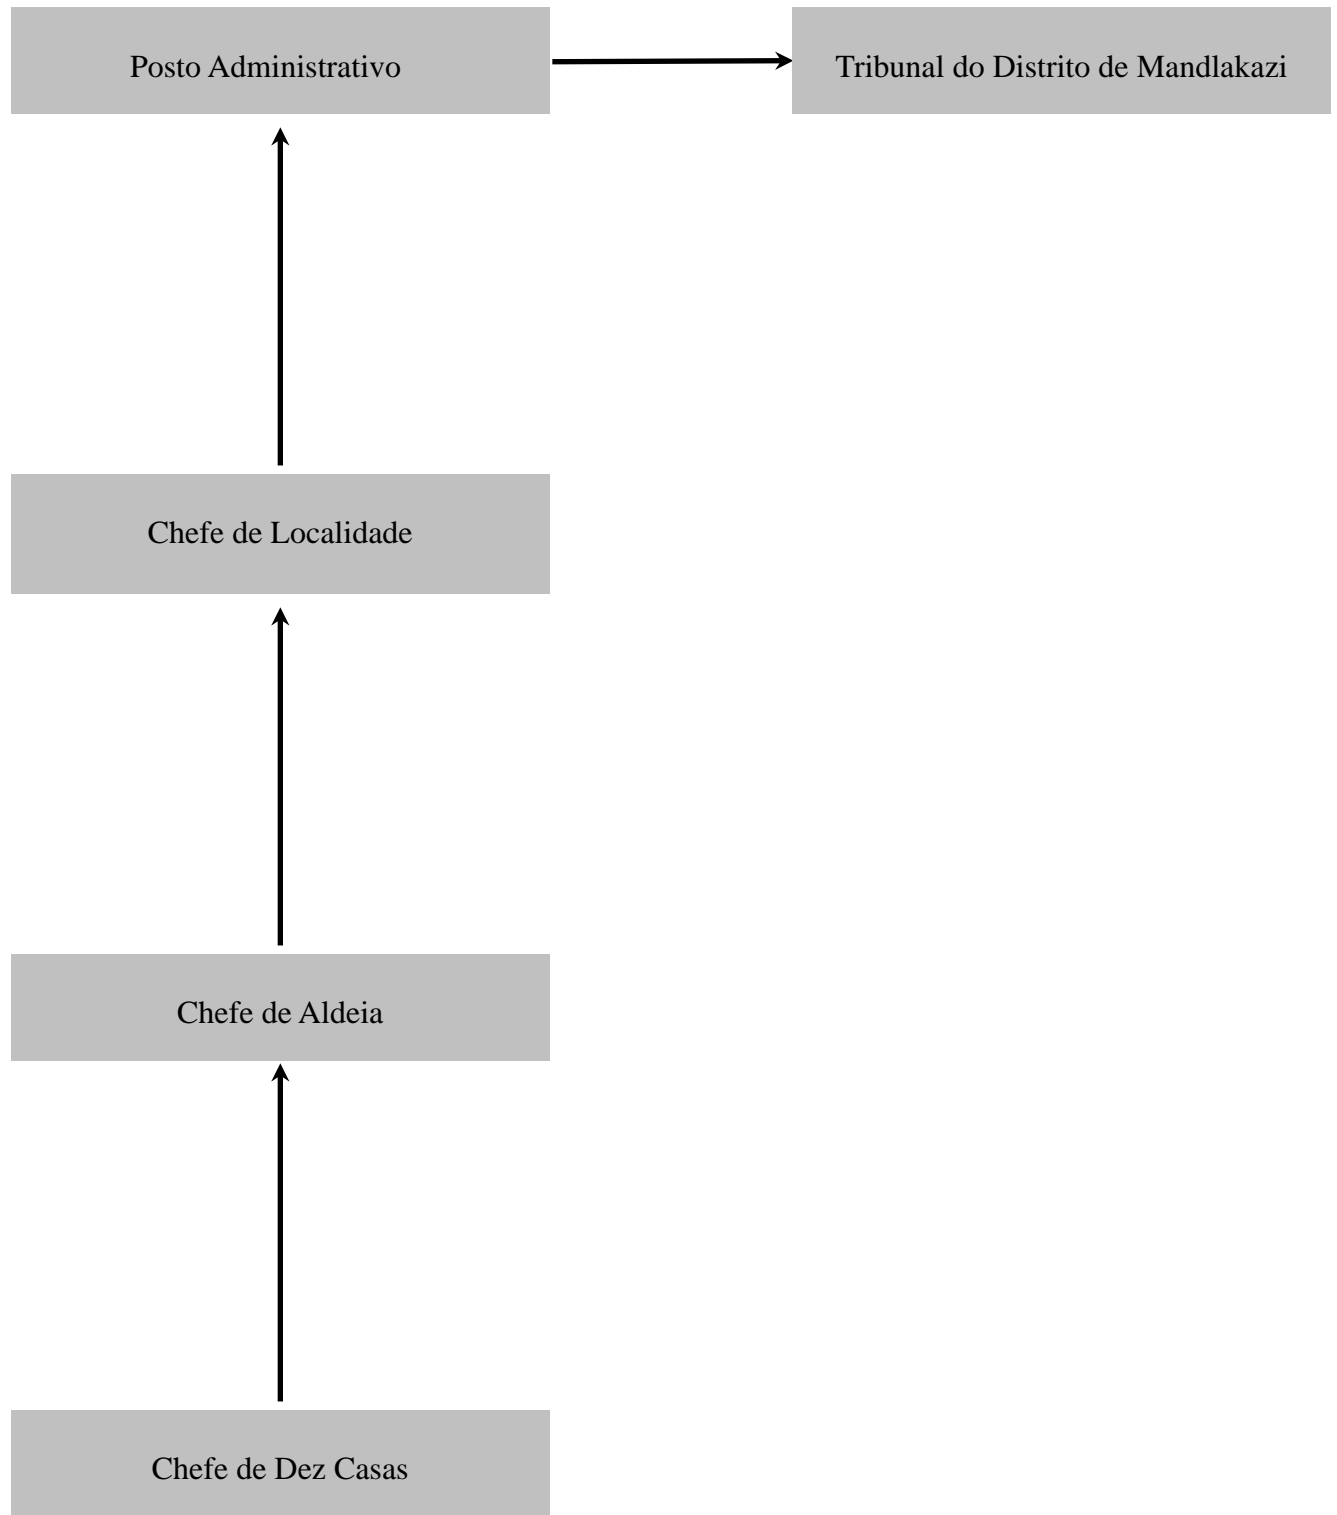 Posto Administrativo
Tribunal do Distrito de Mandlakazi
Chefe de Localidade
Chefe de Aldeia
Chefe de Dez Casas